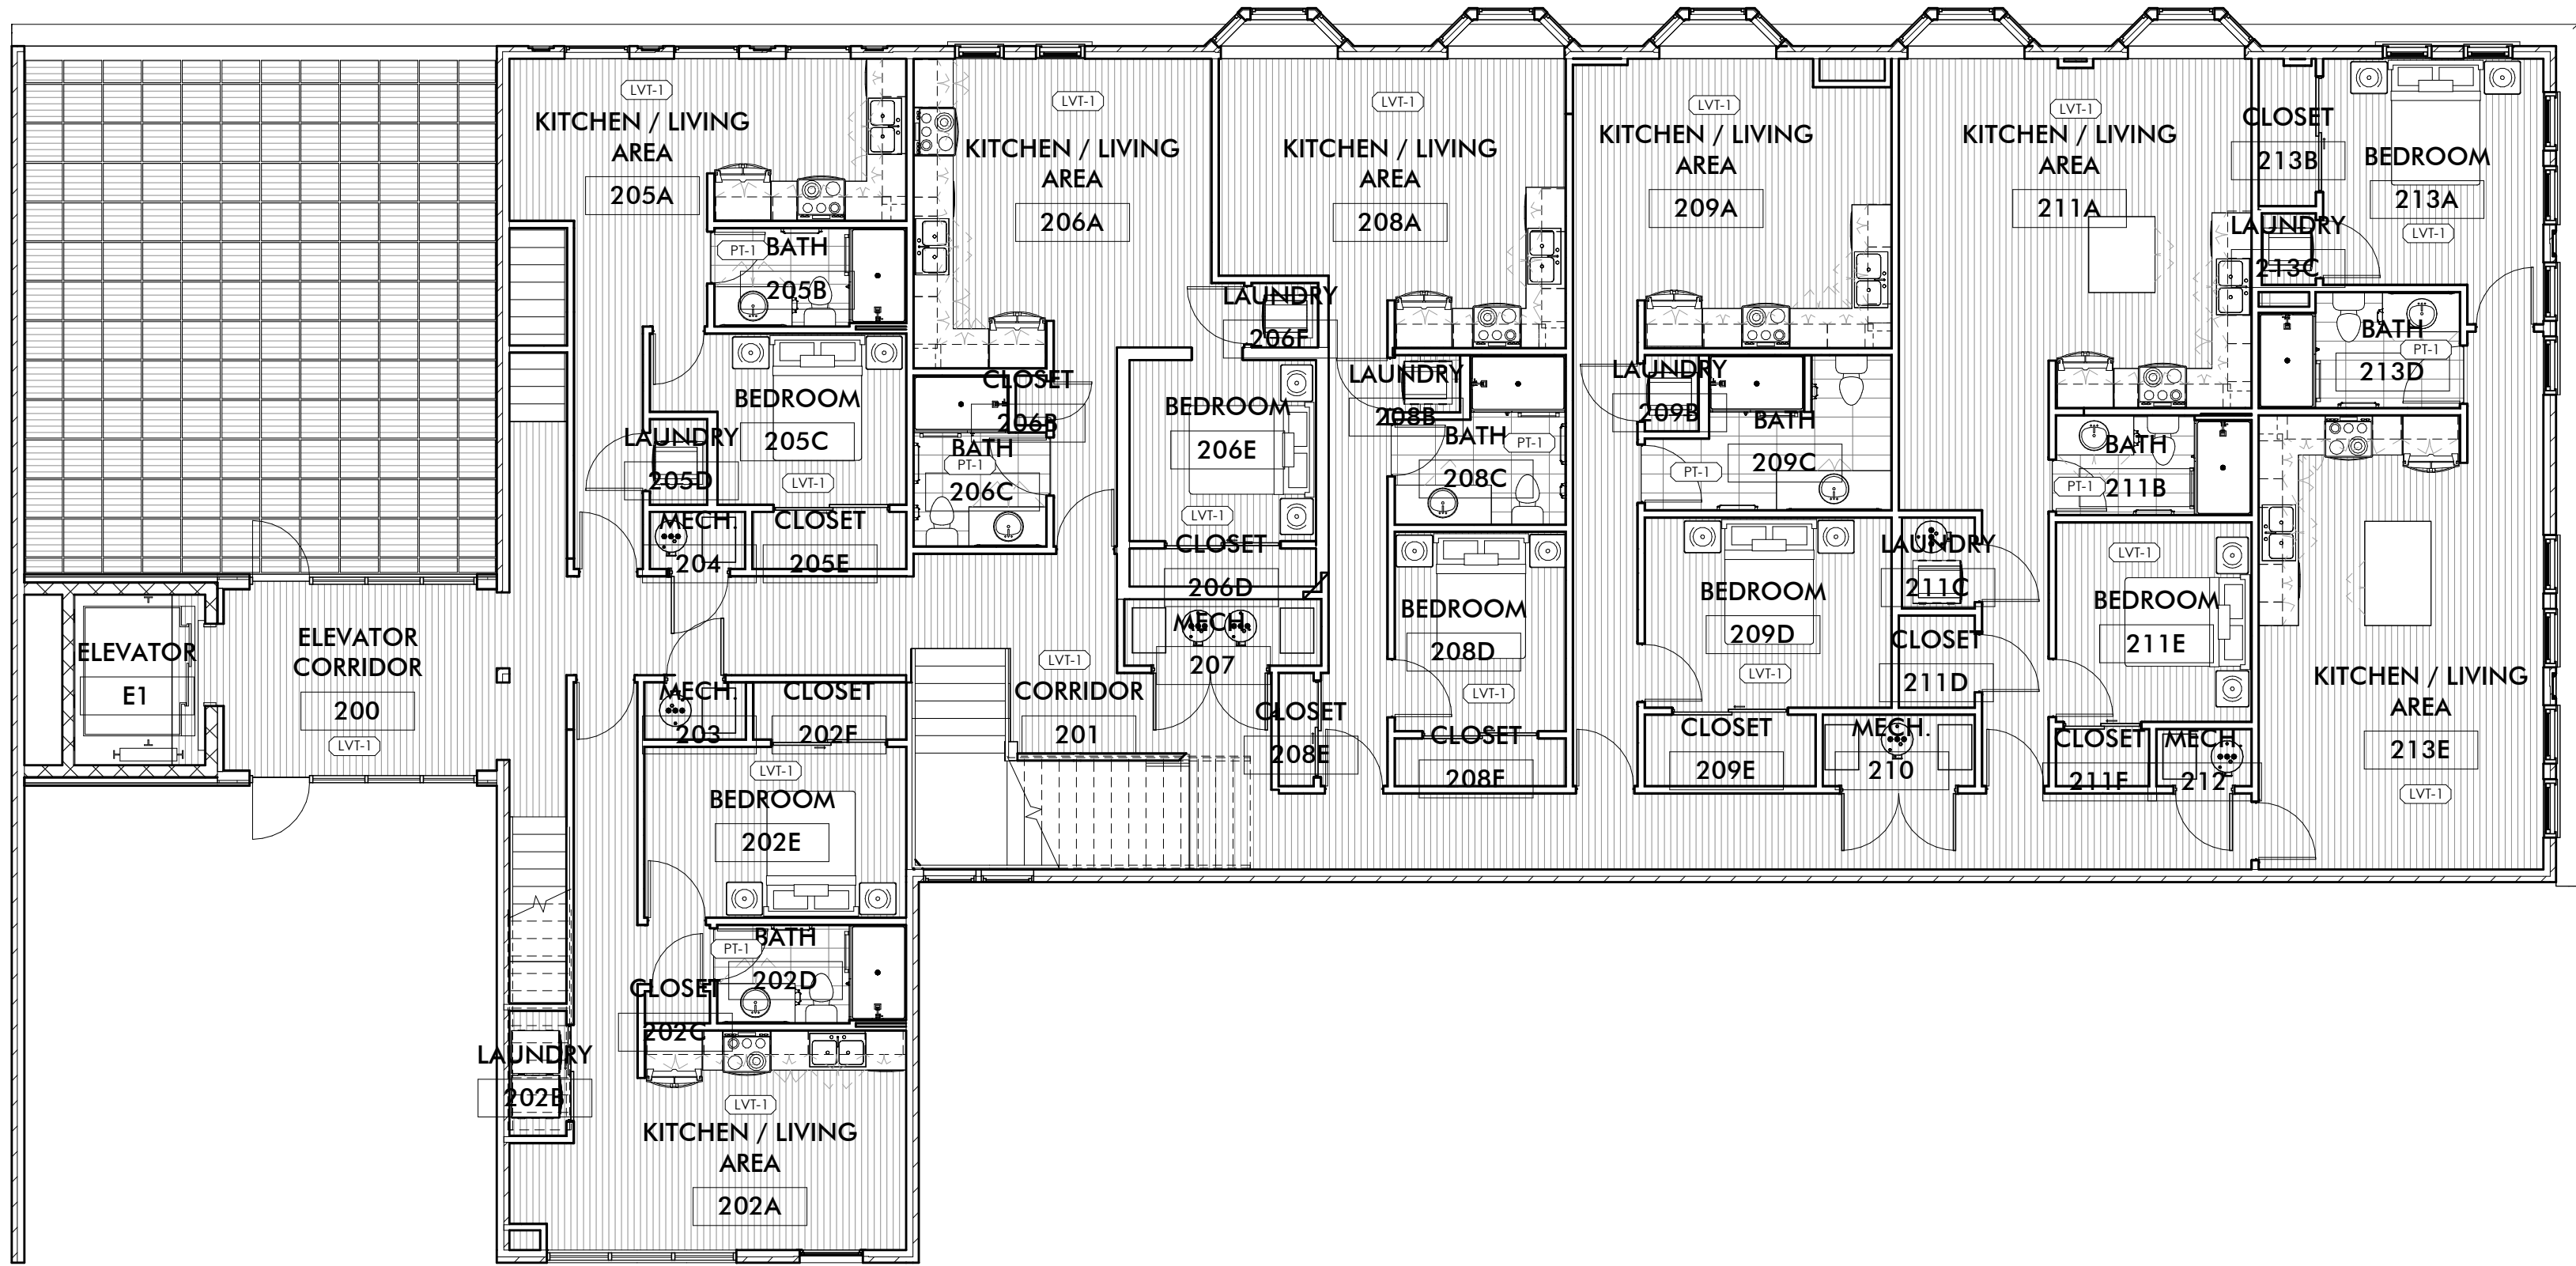 LVT-1
KITCHEN / LIVING
AREA
205A
LVT-1
KITCHEN / LIVING
AREA
206A
LVT-1
KITCHEN / LIVING
AREA
208A
LVT-1
KITCHEN / LIVING
AREA
209A
LVT-1
KITCHEN / LIVING
AREA
211A
CLOSET
213B
BEDROOM
213A
LVT-1
LAUNDRY
213C
PT-1
BATH
205B
LAUNDRY
206F
BATH
PT-1
213D
BEDROOM
205C
LVT-1
CLOSET
206B
BEDROOM
206E
LVT-1
LAUNDRY
208B
LAUNDRY
209B
LAUNDRY
205D
BATH
PT-1
206C
BATH
PT-1
208C
BATH
PT-1
209C
BATH
PT-1
211B
MECH.
204
CLOSET
205E
CLOSET
206D
LAUNDRY
211C
LVT-1
BEDROOM
211E
BEDROOM
208D
LVT-1
BEDROOM
209D
LVT-1
ELEVATOR
E1
ELEVATOR
CORRIDOR
200
LVT-1
MECH.
207
CLOSET
211D
MECH.
203
CLOSET
202F
LVT-1
CORRIDOR
201
CLOSET
208E
CLOSET
208F
CLOSET
209E
MECH.
210
CLOSET
211F
MECH.
212
KITCHEN / LIVING
AREA
213E
LVT-1
LVT-1
BEDROOM
202E
BATH
PT-1
202D
CLOSET
202C
LAUNDRY
202B
LVT-1
KITCHEN / LIVING
AREA
202A